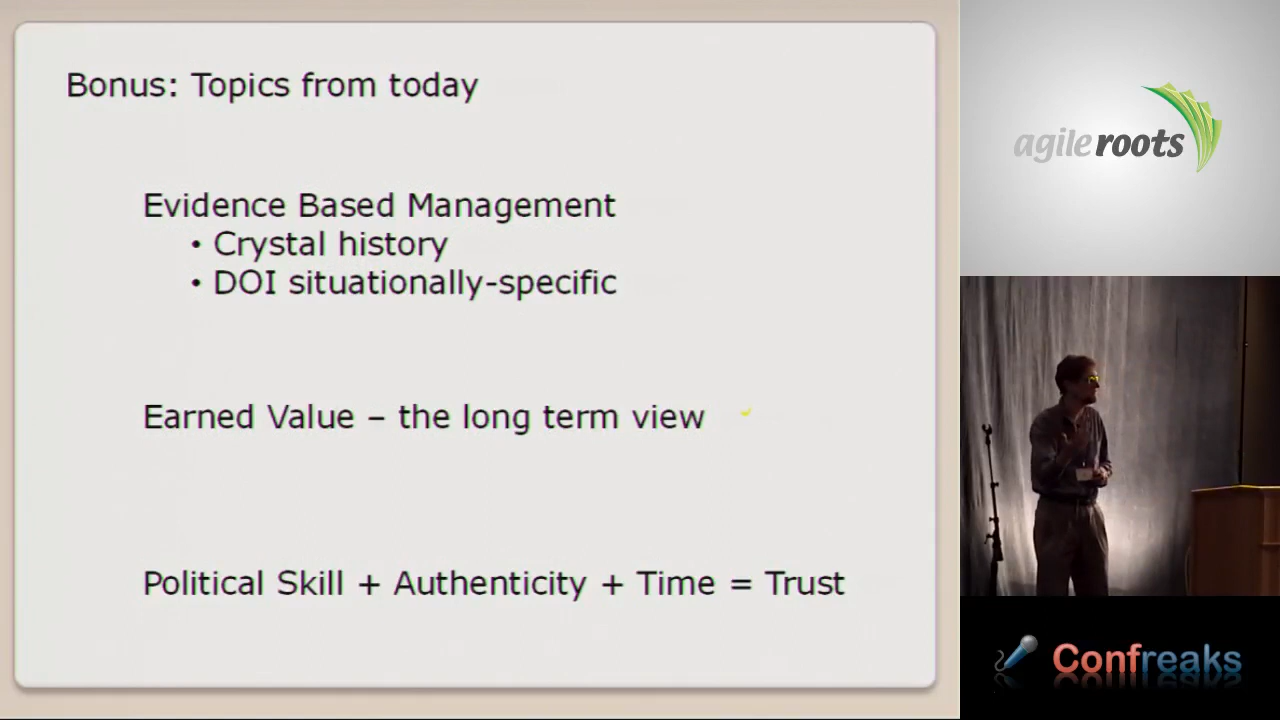 Bonus: Topics from today
Evidence Based Management
• Crystal history
• DOI situationally-specific
Earned Value – the long term view
Political Skill + Authenticity + Time = Trust
agile roots
Confreaks